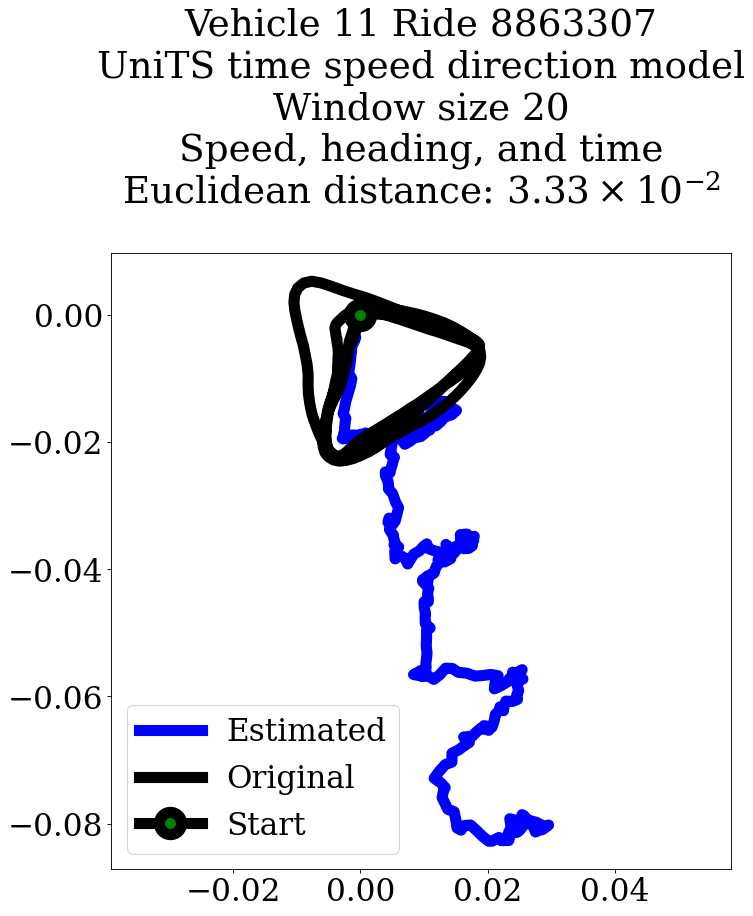 Vehicle 11 Ride 8863307
UniTS time speed direction model
Window size 20
Speed, heading, and time
Euclidean distance: 3.33 × 10⁻²
0.00
−0.02
−0.04
−0.06
−0.08
Estimated
Original
Start
−0.02 0.00 0.02 0.04